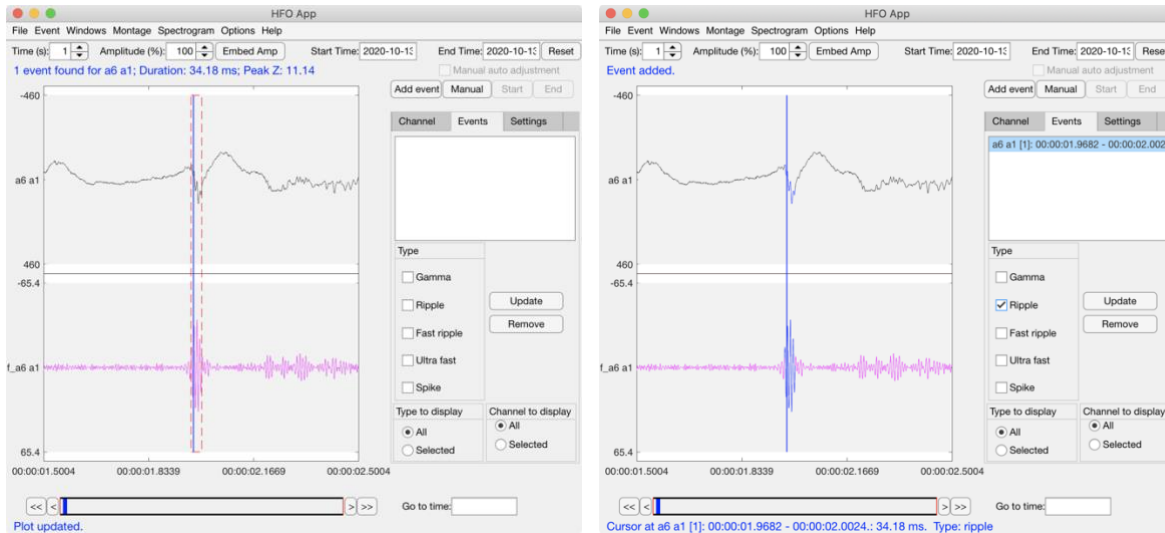 HFO App
File Event Windows Montage Spectrogram Options Help
Time (s): 1 Amplitude (%): 100 Embed Amp Start Time: 2020-10-13 End Time: 2020-10-13 Reset
1 event found for a6 a1; Duration: 34.18 ms; Peak Z: 11.14
Manual auto adjustment
Add event Manual Start End
Channel Events Settings
-460
a6 a1
460
-65.4
f_a6 a1
65.4
Type
Gamma
Ripple
Fast ripple
Ultra fast
Spike
Update
Remove
Type to display
All
Selected
Channel to display
All
Selected
00:00:01.5004 00:00:01.8339 00:00:02.1669 00:00:02.5004
<< < > >> Go to time:
Plot updated.
HFO App
File Event Windows Montage Spectrogram Options Help
Time (s): 1 Amplitude (%): 100 Embed Amp Start Time: 2020-10-13 End Time: 2020-10-13 Rese
Event added.
Manual auto adjustment
Add event Manual Start End
Channel Events Settings
a6 a1 [1]: 00:00:01.9682 - 00:00:02.002
-460
a6 a1
460
-65.4
f_a6 a1
65.4
Type
Gamma
Ripple
Fast ripple
Ultra fast
Spike
Update
Remove
Type to display
All
Selected
Channel to display
All
Selected
00:00:01.5004 00:00:01.8339 00:00:02.1669 00:00:02.5004
<< < > >> Go to time:
Cursor at a6 a1 [1]: 00:00:01.9682 - 00:00:02.0024.: 34.18 ms. Type: ripple